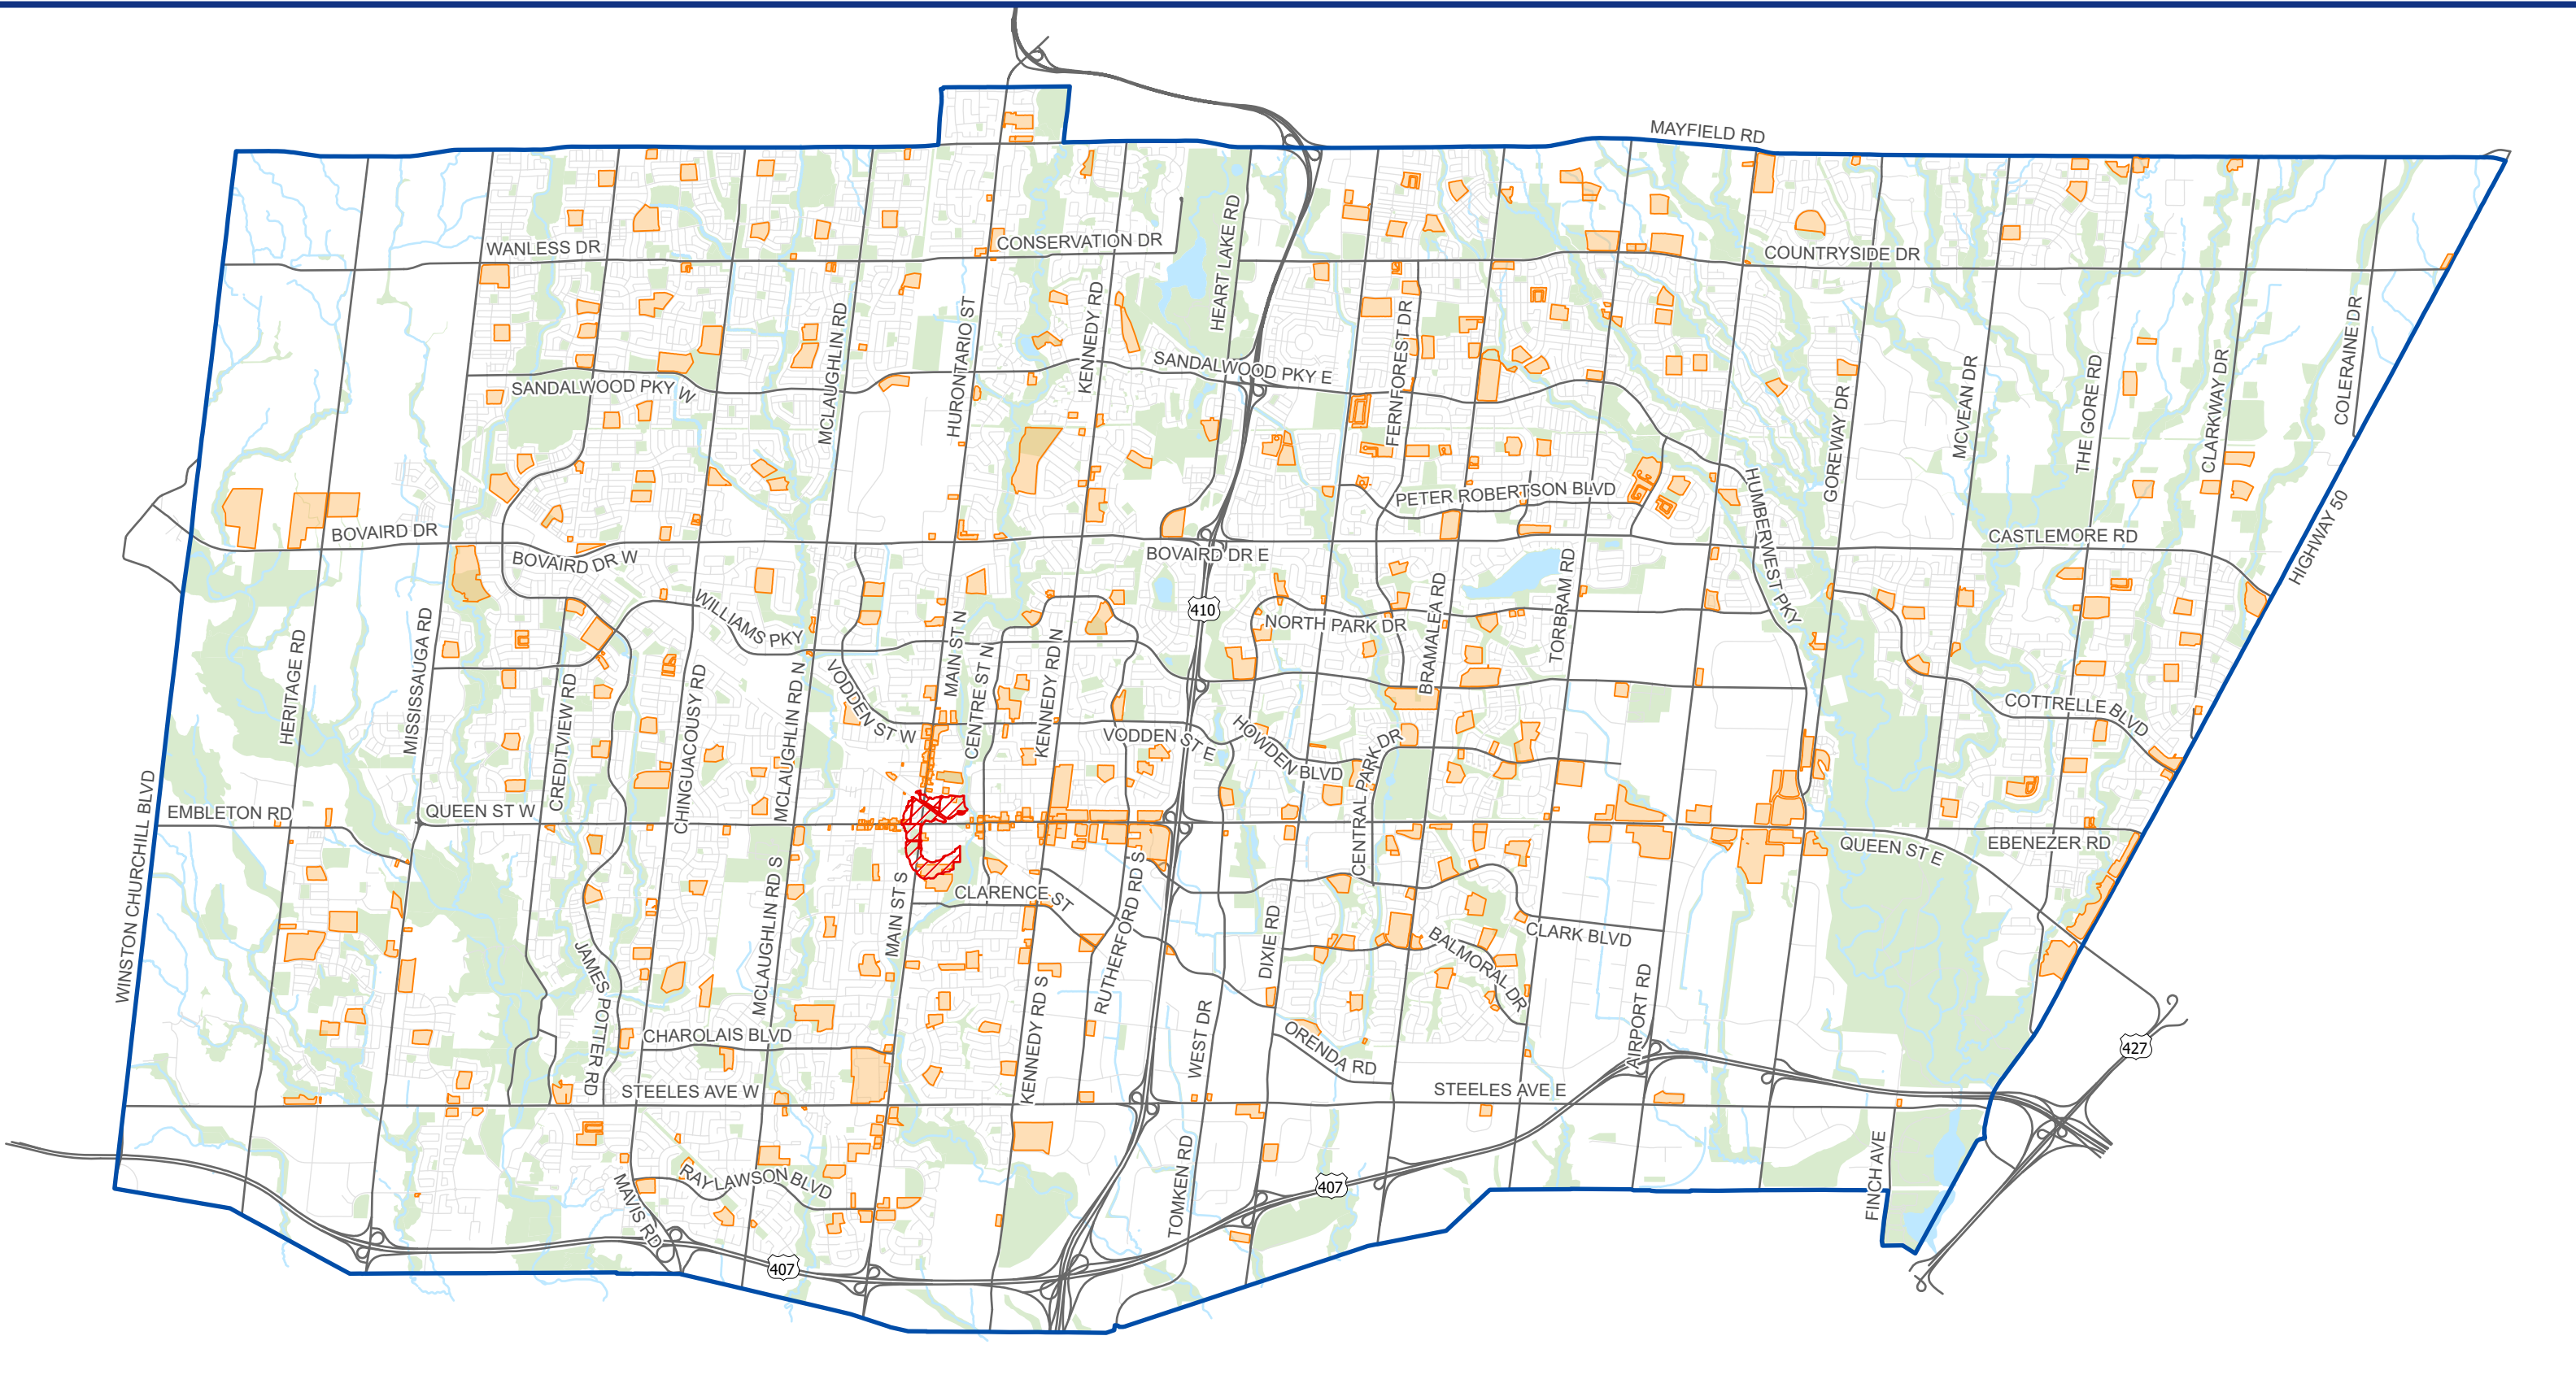 MAYFIELD RD
WANLESS DR
CONSERVATION DR
HEART LAKE RD
COUNTRYSIDE DR
MCLAUGHLIN RD
HURONTARIO ST
KENNEDY RD
FERNFOREST DR
GOREWAY DR
MCVEAN DR
THE GORE RD
CLARKWAY DR
COLERAINE DR
SANDALWOOD PKY W
SANDALWOOD PKY E
PETER ROBERTSON BLVD
HUMBERWEST PKY
HIGHWAY 50
BOVAIRD DR
BOVAIRD DR W
BOVAIRD DR E
CASTLEMORE RD
410
WILLIAMS PKY
NORTH PARK DR
BRAMALEA RD
TORBRAM RD
HERITAGE RD
MISSISSAUGA RD
CREDITVIEW RD
CHINGUACOUSY RD
MCLAUGHLIN RD N
VODDEN ST W
MAIN ST N
CENTRE ST N
KENNEDY RD N
VODDEN ST E
HOWDEN BLVD
CENTRAL PARK DR
COTTRELLE BLVD
WINSTON CHURCHILL BLVD
EMBLETON RD
QUEEN ST W
QUEEN ST E
EBENEZER RD
MCLAUGHLIN RD S
MAIN ST S
CLARENCE ST
RUTHERFORD RD S
DIXIE RD
BALMORAL DR
CLARK BLVD
JAMES POTTER RD
CHAROLAIS BLVD
KENNEDY RD S
WEST DR
ORENDA RD
AIRPORT RD
427
STEELES AVE W
STEELES AVE E
MAVIS RD
RAY LAWSON BLVD
TOMKEN RD
407
FINCH AVE
407